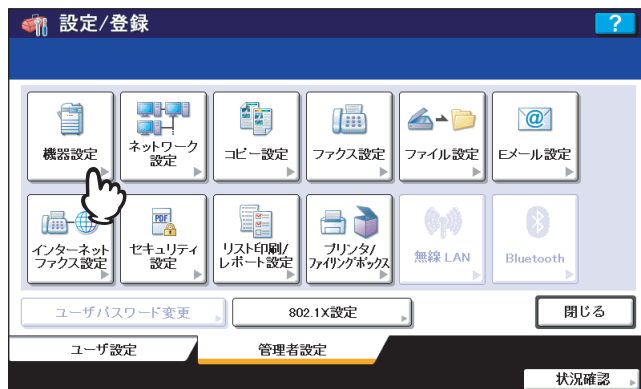 設定/登録
?
機器設定
ネットワーク
設定
コピー設定
ファクス設定
ファイル設定
Eメール設定
@
インターネット
ファクス設定
PDF
セキュリティ
設定
リスト印刷/
レポート設定
プリンタ/
ファイリングボックス
無線 LAN
Bluetooth
ユーザパスワード変更
802.1X設定
閉じる
ユーザ設定
管理者設定
状況確認